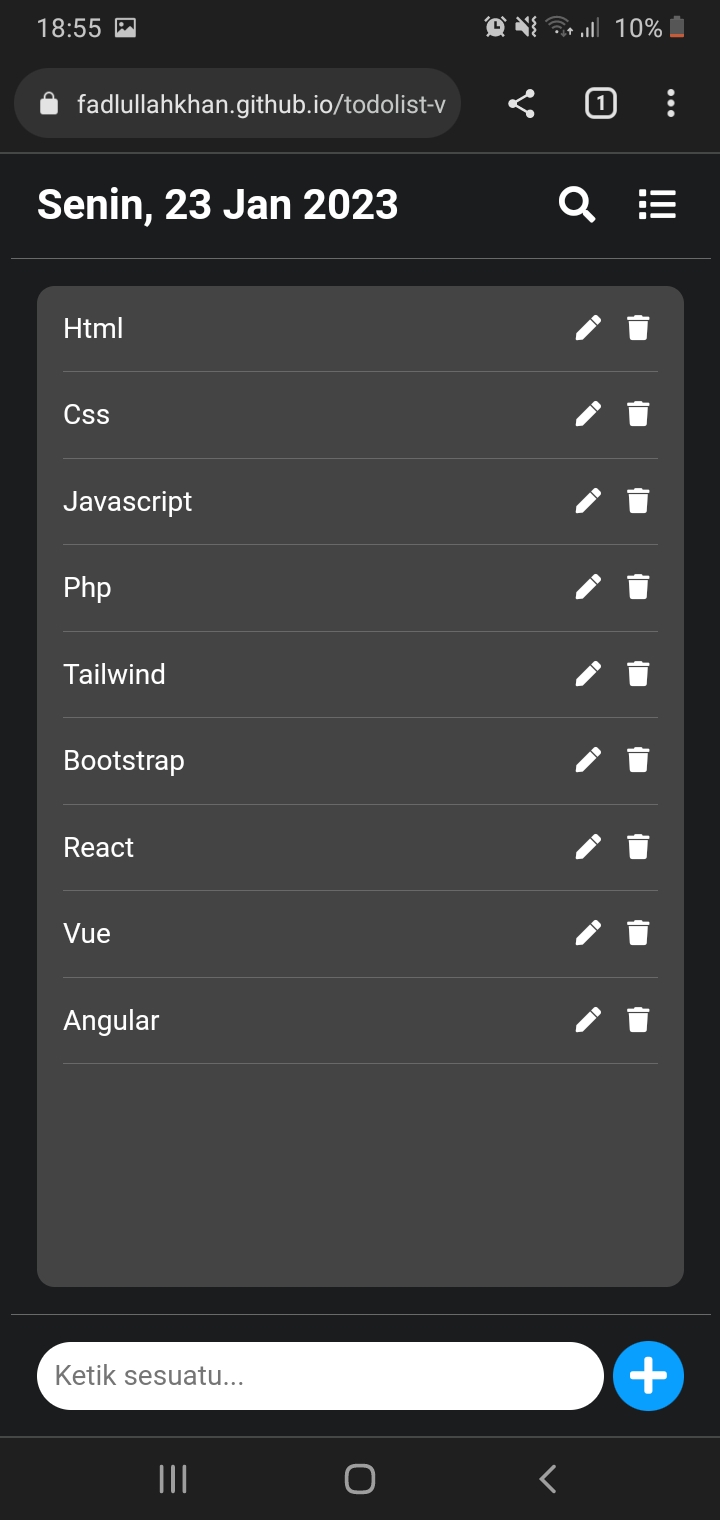 18:55
10%
fadlullahkhan.github.io/todolist-v
1
Senin, 23 Jan 2023
Html
Css
Javascript
Php
Tailwind
Bootstrap
React
Vue
Angular
Ketik sesuatu...